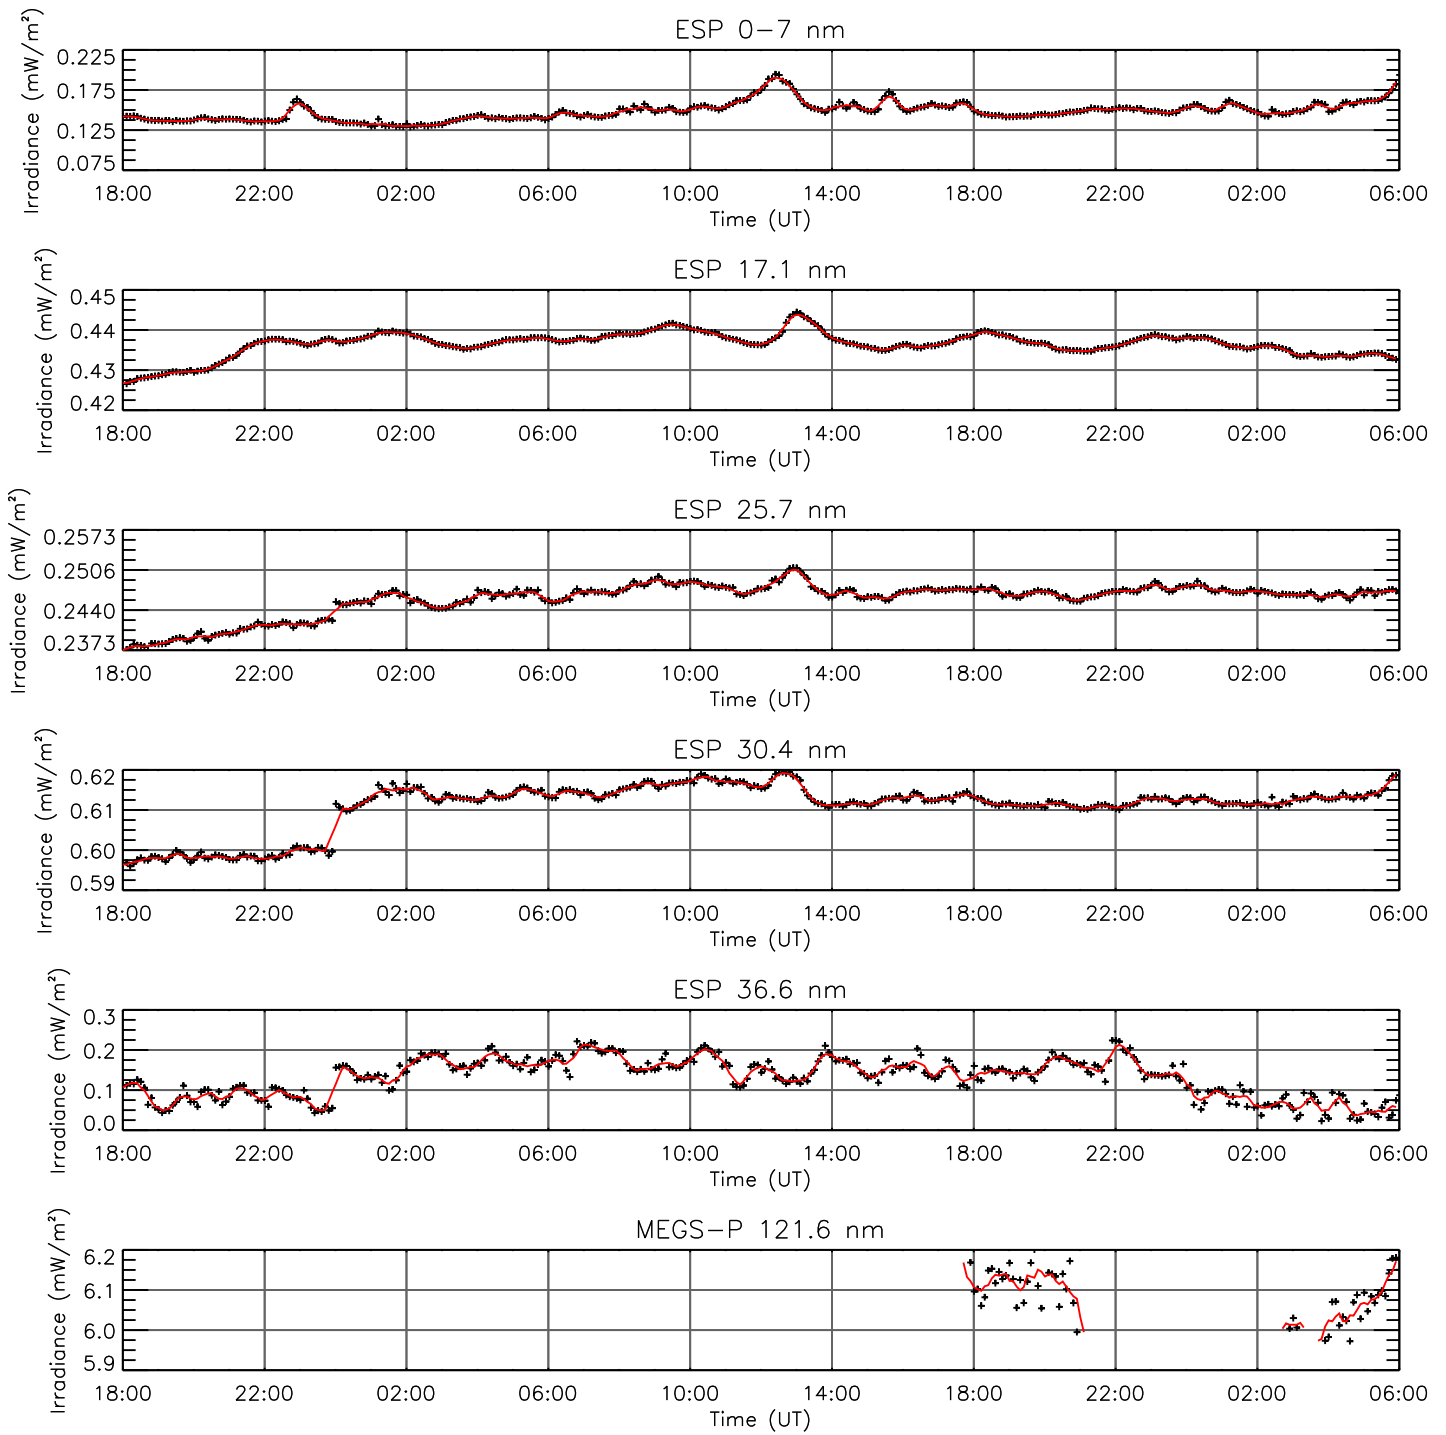 ESP 0−7 nm
Irradiance (mW/m²)
0.225
0.175
0.125
0.075
18:00 22:00 02:00 06:00 10:00 14:00 18:00 22:00 02:00 06:00
Time (UT)
ESP 17.1 nm
Irradiance (mW/m²)
0.45
0.44
0.43
0.42
18:00 22:00 02:00 06:00 10:00 14:00 18:00 22:00 02:00 06:00
Time (UT)
ESP 25.7 nm
Irradiance (mW/m²)
0.2573
0.2506
0.2440
0.2373
18:00 22:00 02:00 06:00 10:00 14:00 18:00 22:00 02:00 06:00
Time (UT)
ESP 30.4 nm
Irradiance (mW/m²)
0.62
0.61
0.60
0.59
18:00 22:00 02:00 06:00 10:00 14:00 18:00 22:00 02:00 06:00
Time (UT)
ESP 36.6 nm
Irradiance (mW/m²)
0.3
0.2
0.1
0.0
18:00 22:00 02:00 06:00 10:00 14:00 18:00 22:00 02:00 06:00
Time (UT)
MEGS−P 121.6 nm
Irradiance (mW/m²)
6.2
6.1
6.0
5.9
18:00 22:00 02:00 06:00 10:00 14:00 18:00 22:00 02:00 06:00
Time (UT)